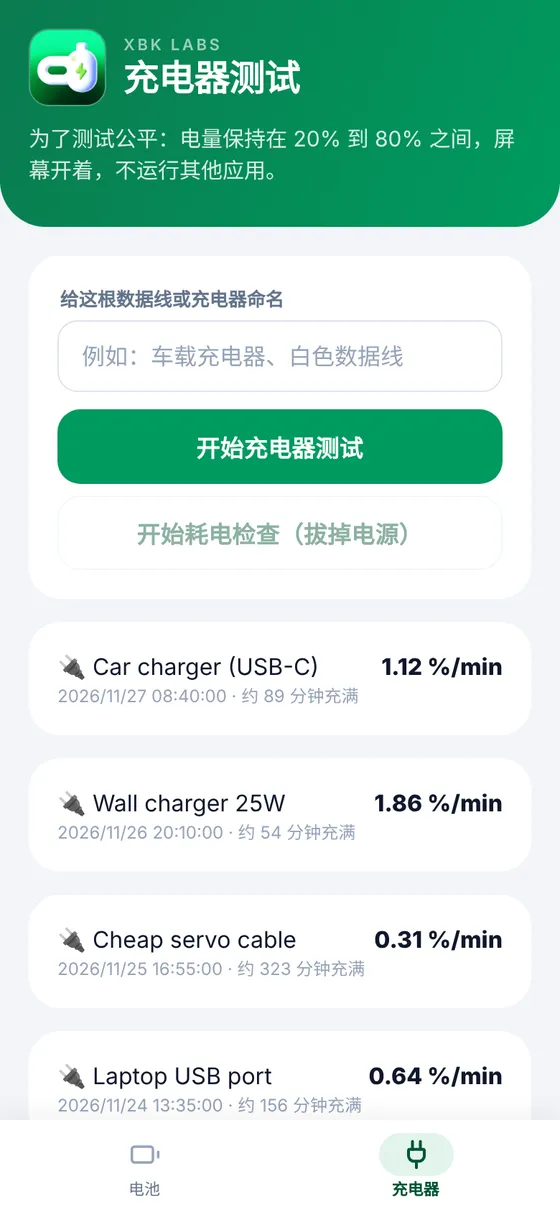 XBK LABS
充电器测试
为了测试公平：电量保持在 20% 到 80% 之间，屏
幕开着，不运行其他应用。
给这根数据线或充电器命名
例如：车载充电器、白色数据线
开始充电器测试
开始耗电检查（拔掉电源）
Car charger (USB-C) 1.12 %/min
2026/11/27 08:40:00 · 约 89 分钟充满
Wall charger 25W 1.86 %/min
2026/11/26 20:10:00 · 约 54 分钟充满
Cheap servo cable 0.31 %/min
2026/11/25 16:55:00 · 约 323 分钟充满
Laptop USB port 0.64 %/min
2026/11/24 13:35:00 · 约 156 分钟充满
电池 充电器